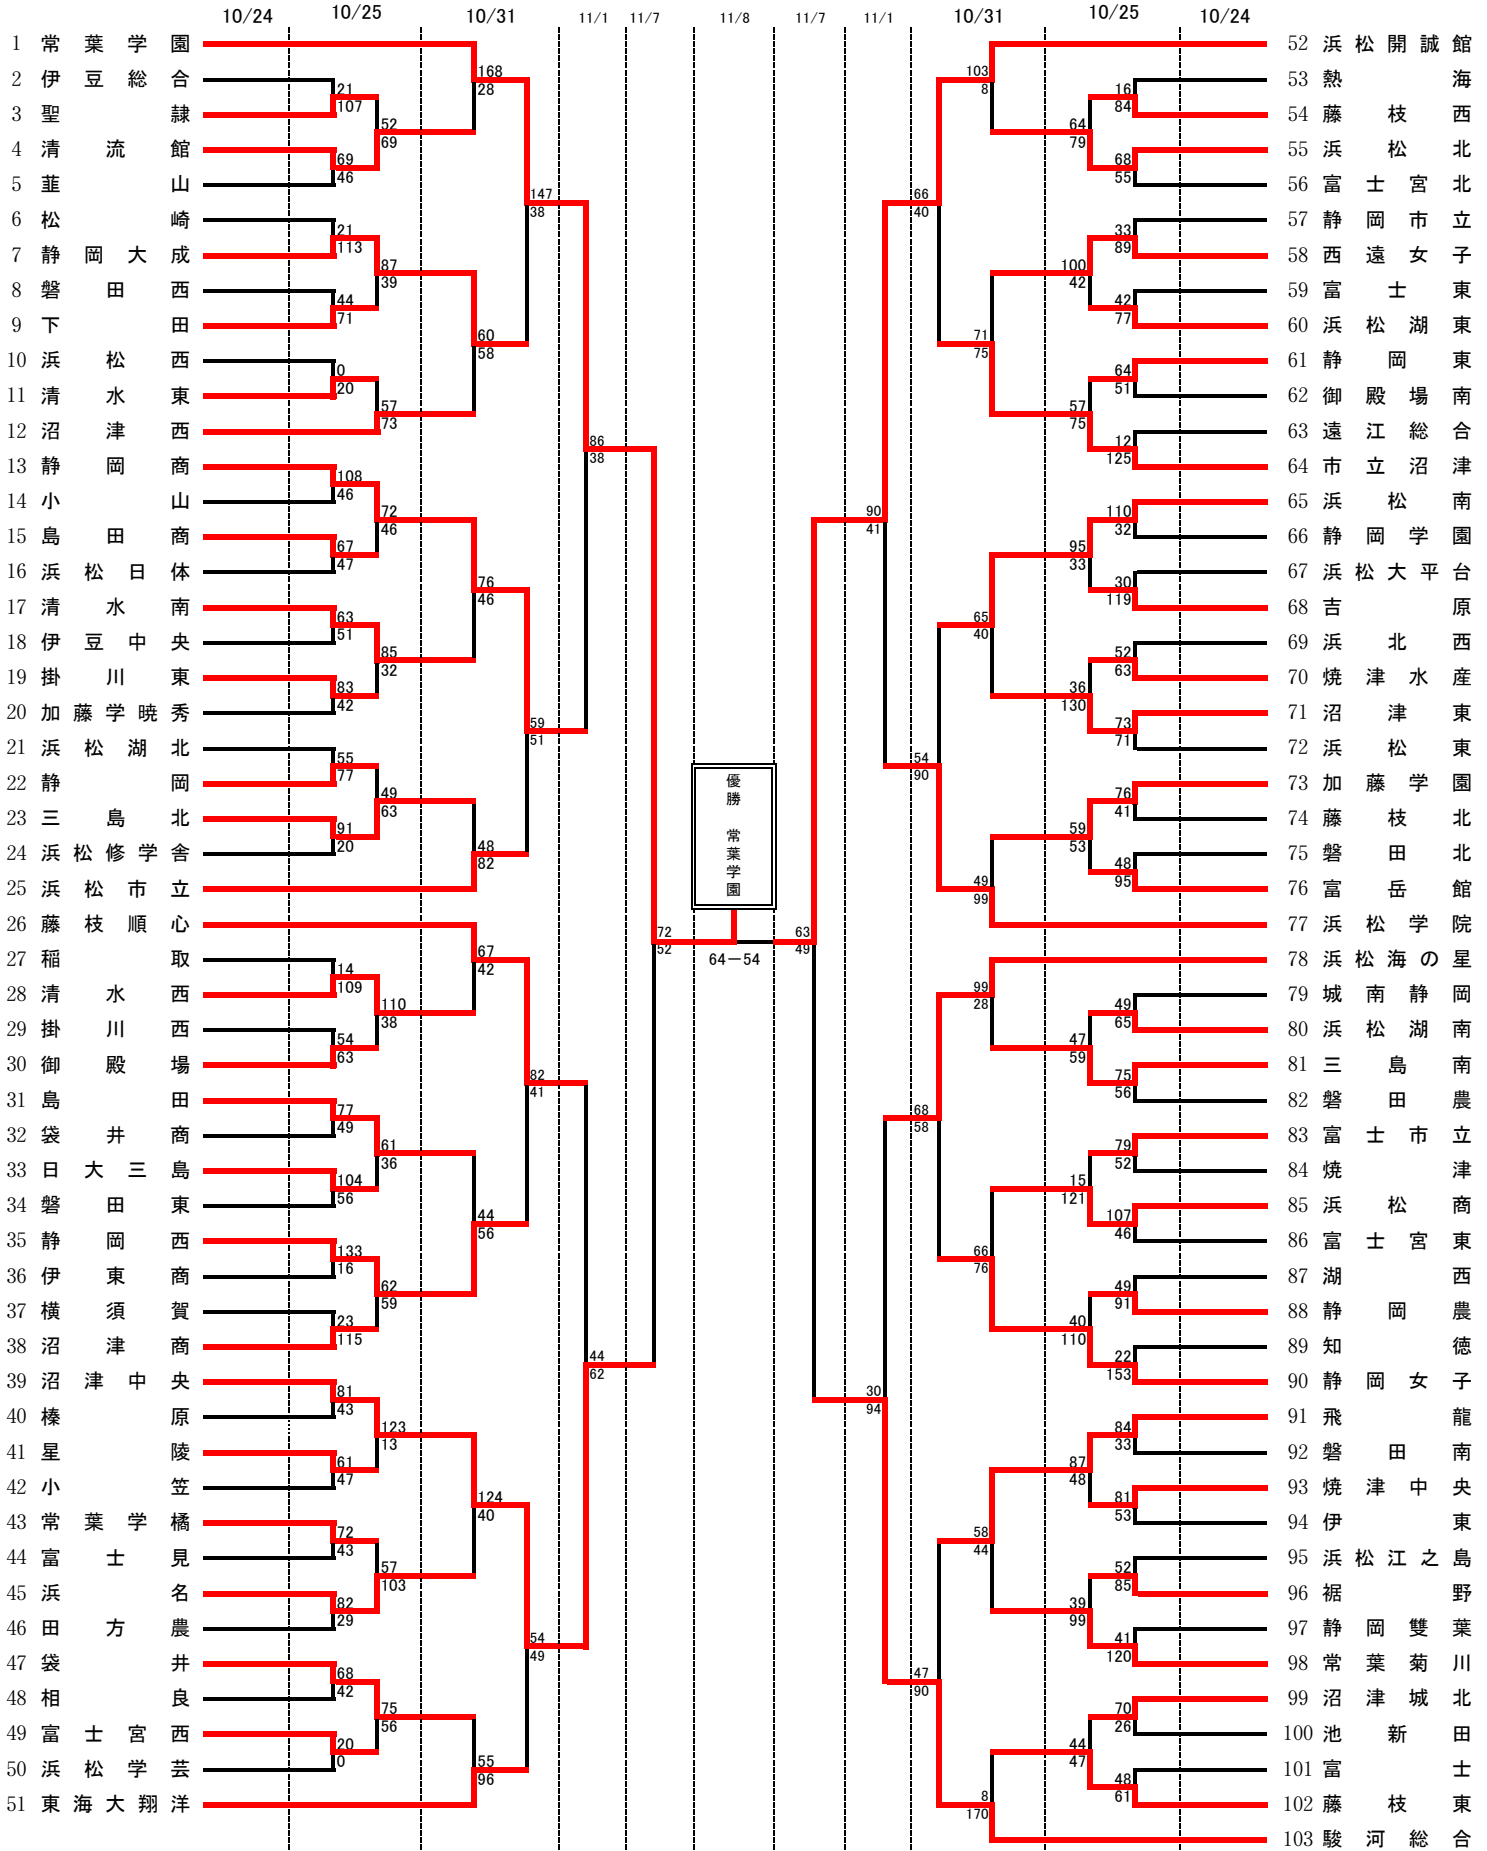 10/24 10/25 10/31 11/1 11/7 11/8 11/7 11/1 10/31 10/25 10/24
1 常葉学園
2 伊豆総合
3 聖隷
4 清流館
5 韮山
6 松崎
7 静岡大成
8 磐田西
9 下田
10 浜松西
11 清水東
12 沼津西
13 静岡商
14 小山
15 島田商
16 浜松日体
17 清水南
18 伊豆中央
19 掛川東
20 加藤学暁秀
21 浜松湖北
22 静岡
23 三島北
24 浜松修学舎
25 浜松市立
26 藤枝順心
27 稲取
28 清水西
29 掛川西
30 御殿場
31 島田
32 袋井商
33 日大三島
34 磐田東
35 静岡西
36 伊東商
37 横須賀
38 沼津商
39 沼津中央
40 榛原
41 星陵
42 小笠
43 常葉学橘
44 富士見
45 浜名
46 田方農
47 袋井
48 相良
49 富士宮西
50 浜松学芸
51 東海大翔洋
21
107
69
46
21
113
44
71
0
20
108
46
67
47
63
51
83
42
55
77
91
20
14
109
54
63
77
49
104
56
133
16
23
115
81
43
61
47
72
43
82
29
68
42
20
0
52
69
87
39
57
73
72
46
85
32
49
63
110
38
61
36
62
59
123
13
57
103
75
56
168
28
60
58
76
46
48
82
67
42
44
56
124
40
55
96
147
38
59
51
82
41
54
49
86
38
44
62
72
52
優勝 常葉学園
64－54
63
49
90
41
30
94
66
40
54
90
68
58
47
90
103
8
71
75
65
40
49
99
99
28
66
76
58
44
8
170
64
79
100
42
57
75
95
33
36
130
59
53
47
59
15
121
40
110
87
48
39
99
44
47
16
84
68
55
33
89
42
77
64
51
12
125
110
32
30
119
52
63
73
71
76
41
48
95
49
65
75
56
79
52
107
46
49
91
22
153
84
33
81
53
52
85
41
120
70
26
48
61
52 浜松開誠館
53 熱海
54 藤枝西
55 浜松北
56 富士宮北
57 静岡市立
58 西遠女子
59 富士東
60 浜松湖東
61 静岡東
62 御殿場南
63 遠江総合
64 市立沼津
65 浜松南
66 静岡学園
67 浜松大平台
68 吉原
69 浜北西
70 焼津水産
71 沼津東
72 浜松東
73 加藤学園
74 藤枝北
75 磐田北
76 富岳館
77 浜松学院
78 浜松海の星
79 城南静岡
80 浜松湖南
81 三島南
82 磐田農
83 富士市立
84 焼津
85 浜松商
86 富士宮東
87 湖西
88 静岡農
89 知徳
90 静岡女子
91 飛龍
92 磐田南
93 焼津中央
94 伊東
95 浜松江之島
96 裾野
97 静岡雙葉
98 常葉菊川
99 沼津城北
100 池新田
101 富士
102 藤枝東
103 駿河総合